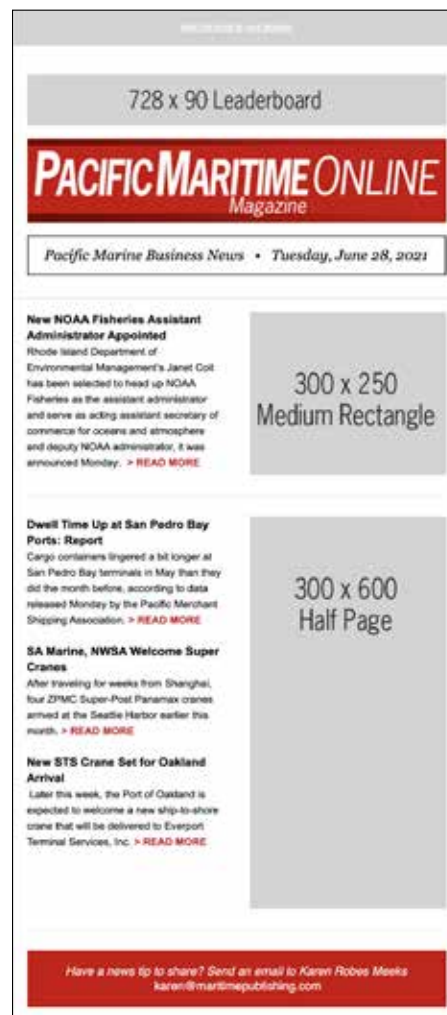 728 x 90 Leaderboard
PACIFIC MARITIME ONLINE
Magazine
Pacific Marine Business News • Tuesday, June 28, 2021
New NOAA Fisheries Assistant
Administrator Appointed
Rhode Island Department of
Environmental Management's Janet Coit
has been selected to head up NOAA
Fisheries as the assistant administrator
and serve as acting assistant secretary of
commerce for oceans and atmosphere
and deputy NOAA administrator, it was
announced Monday. > READ MORE
300 x 250
Medium Rectangle
Dwell Time Up at San Pedro Bay
Ports: Report
Cargo containers lingered a bit longer at
San Pedro Bay terminals in May than they
did the month before, according to data
released Monday by the Pacific Merchant
Shipping Association. > READ MORE
SA Marine, NWSA Welcome Super
Cranes
After traveling for weeks from Shanghai,
four ZPMC Super-Post Panamax cranes
arrived at the Seattle Harbor earlier this
month. > READ MORE
New STS Crane Set for Oakland
Arrival
Later this week, the Port of Oakland is
expected to welcome a new ship-to-shore
crane that will be delivered to Everport
Terminal Services, Inc. > READ MORE
300 x 600
Half Page
Have a news tip to share? Send an email to Karen Robes Meeks
karen@maritimepublishing.com